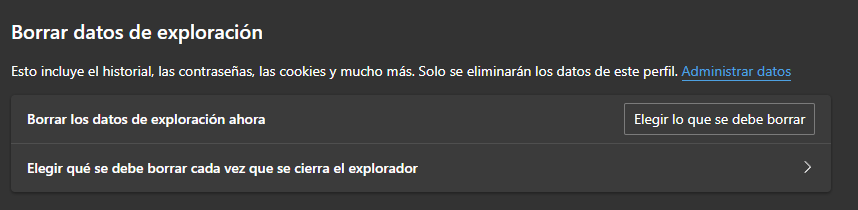 Borrar datos de exploración
Esto incluye el historial, las contraseñas, las cookies y mucho más. Solo se eliminarán los datos de este perfil. Administrar datos
Borrar los datos de exploración ahora
Elegir lo que se debe borrar
Elegir qué se debe borrar cada vez que se cierra el explorador